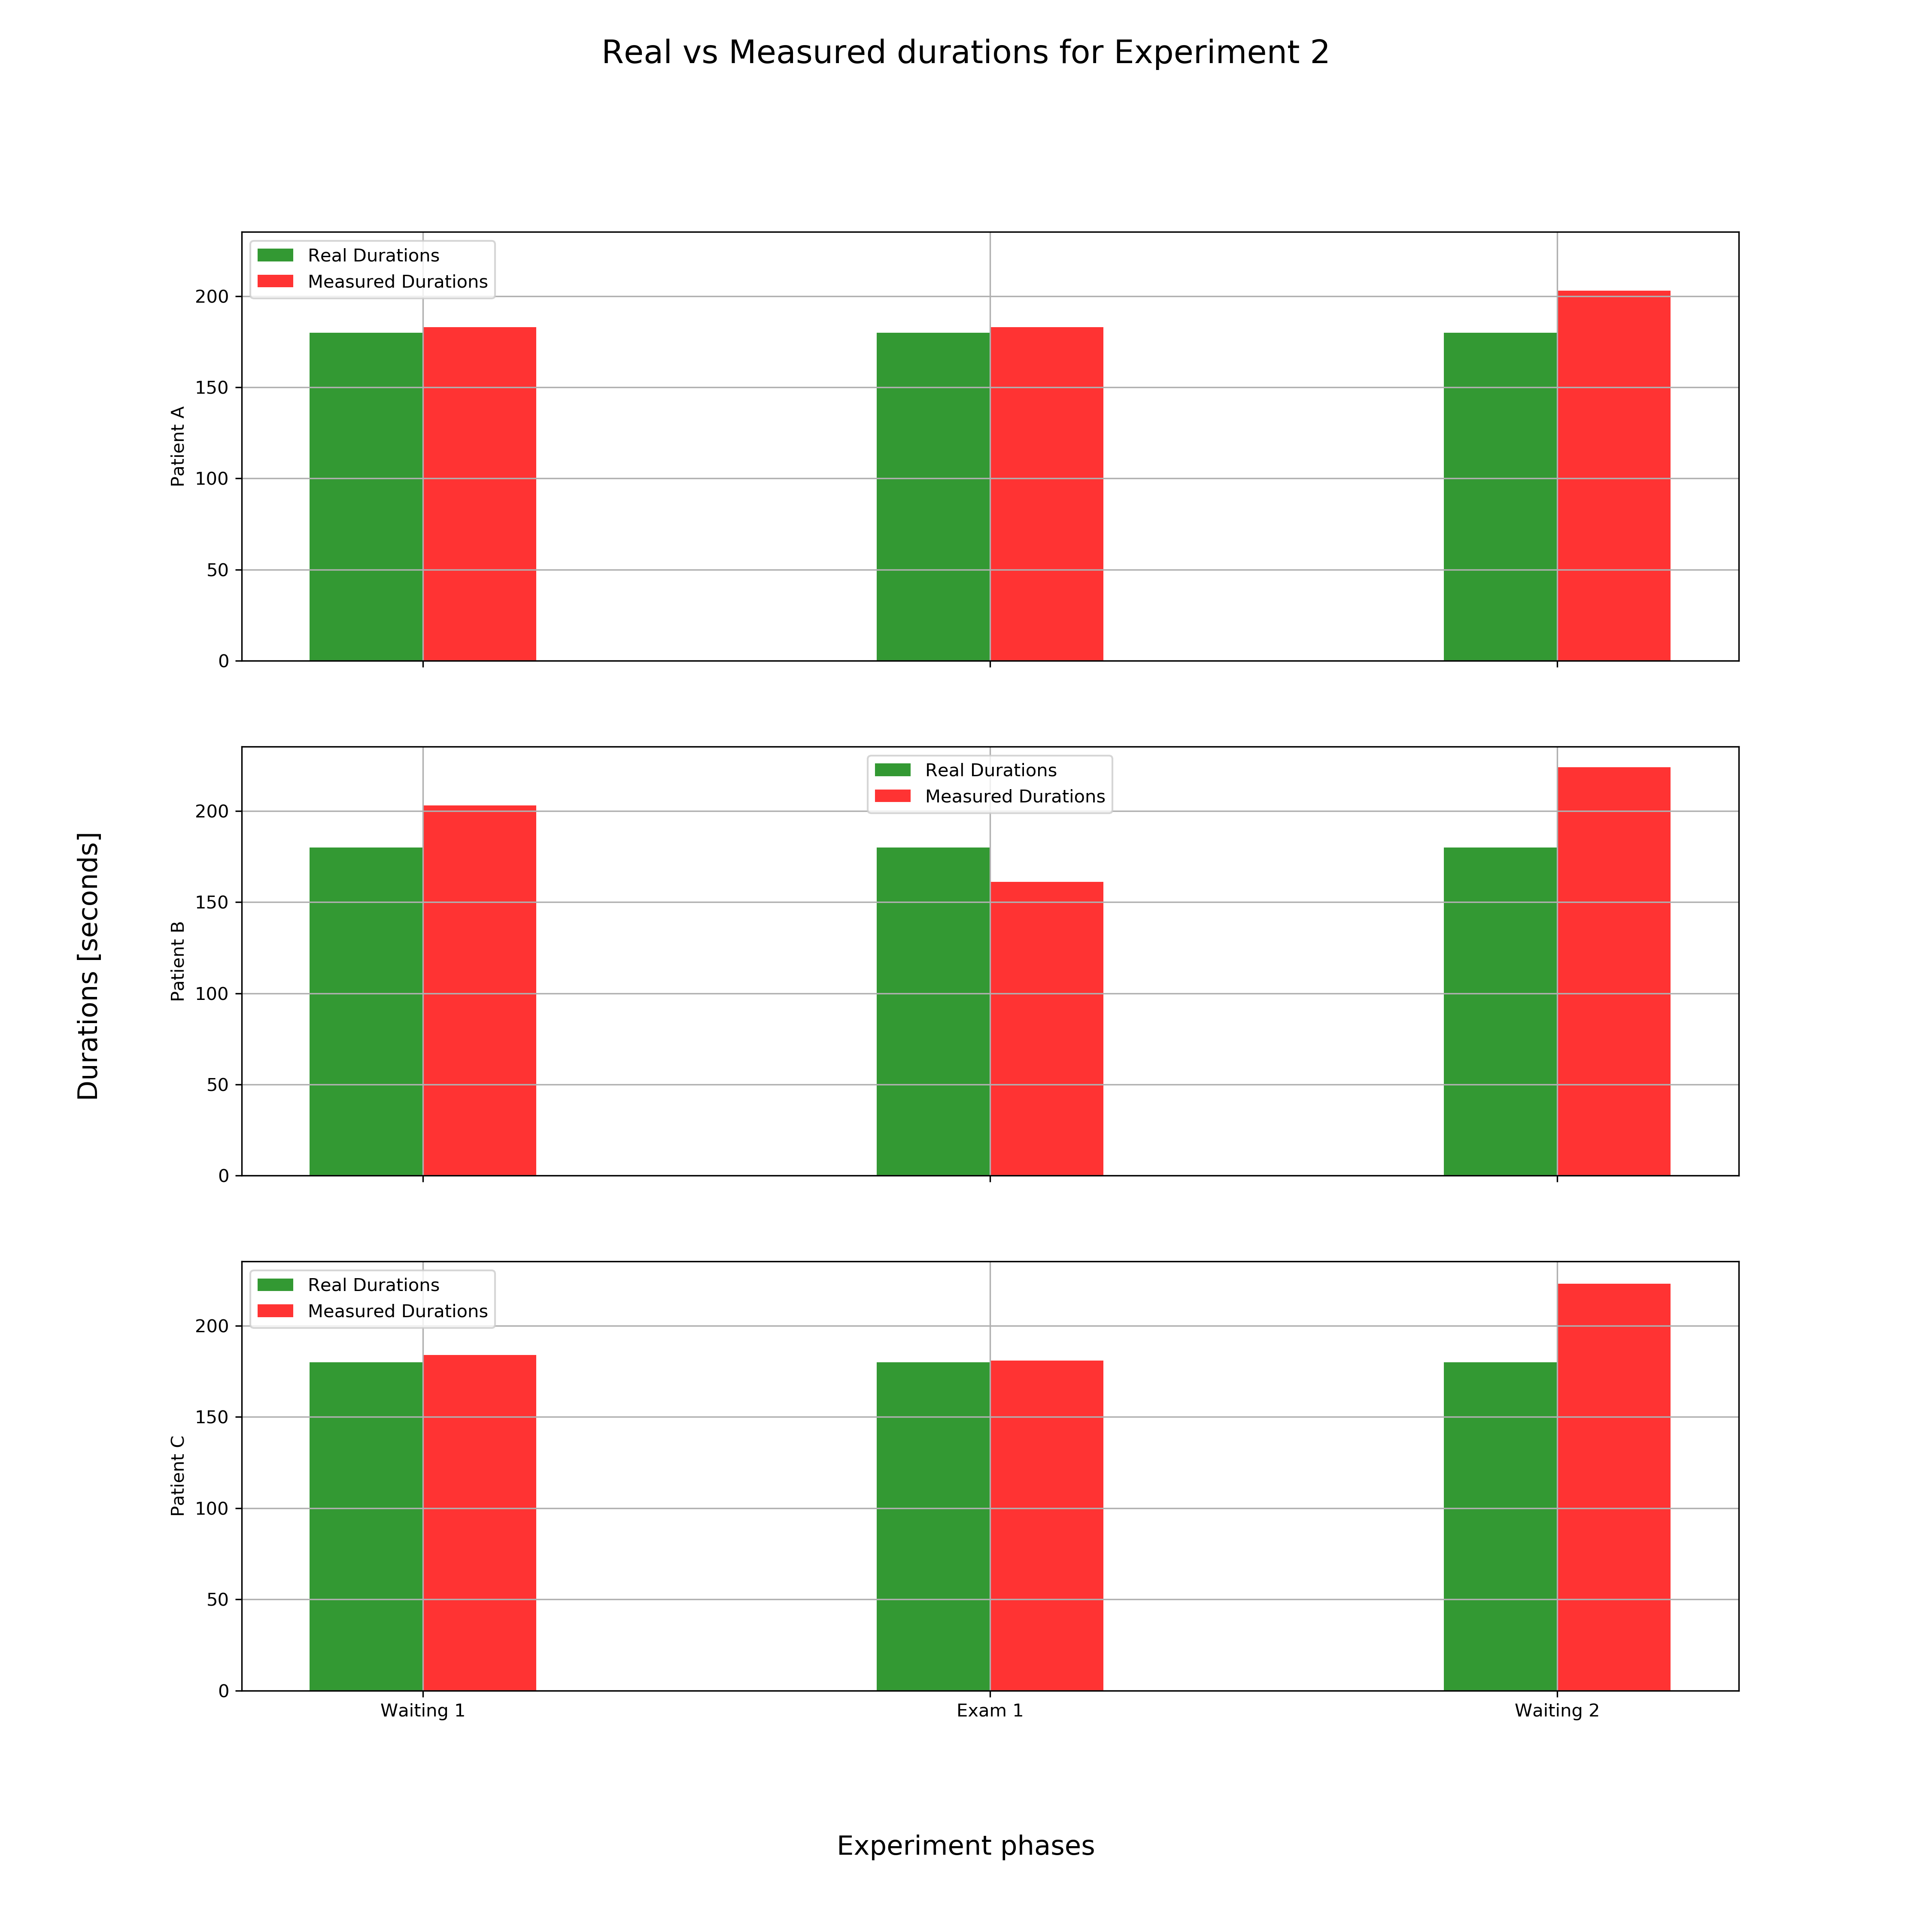 Real vs Measured durations for Experiment 2
Real Durations
Measured Durations
200
150
100
50
0
Patient A
Real Durations
Measured Durations
200
150
100
50
0
Patient B
Durations [seconds]
Real Durations
Measured Durations
200
150
100
50
0
Patient C
Waiting 1 Exam 1 Waiting 2
Experiment phases